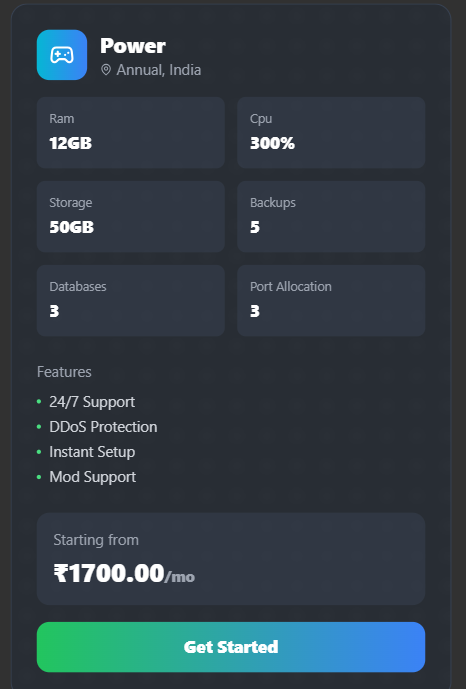 Power
Annual, India
Ram
12GB
Cpu
300%
Storage
50GB
Backups
5
Databases
3
Port Allocation
3
Features
• 24/7 Support
• DDoS Protection
• Instant Setup
• Mod Support
Starting from
₹1700.00/mo
Get Started